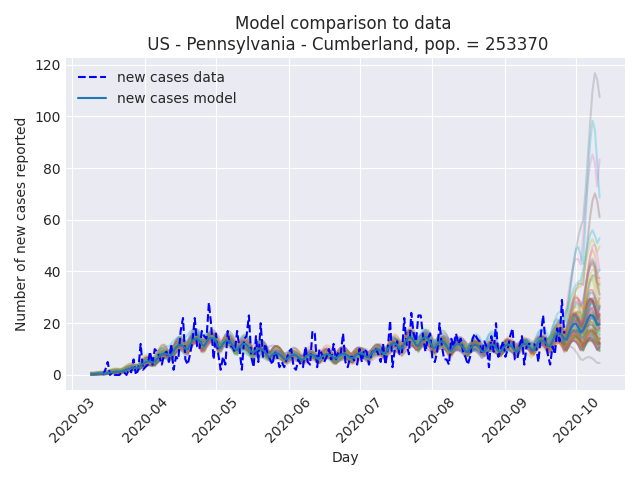 Model comparison to data
US - Pennsylvania - Cumberland, pop. = 253370
120
100
80
60
40
20
0
Number of new cases reported
new cases data
new cases model
2020-03
2020-04
2020-05
2020-06
2020-07
2020-08
2020-09
2020-10
Day